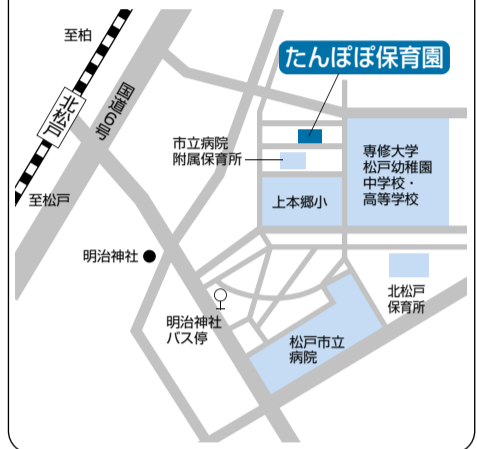 至柏
国道6号
北松戸
至松戸
たんぽぽ保育園
市立病院
附属保育所
専修大学
松戸幼稚園
中学校・
高等学校
上本郷小
明治神社
明治神社
バス停
北松戸
保育所
松戸市立
病院